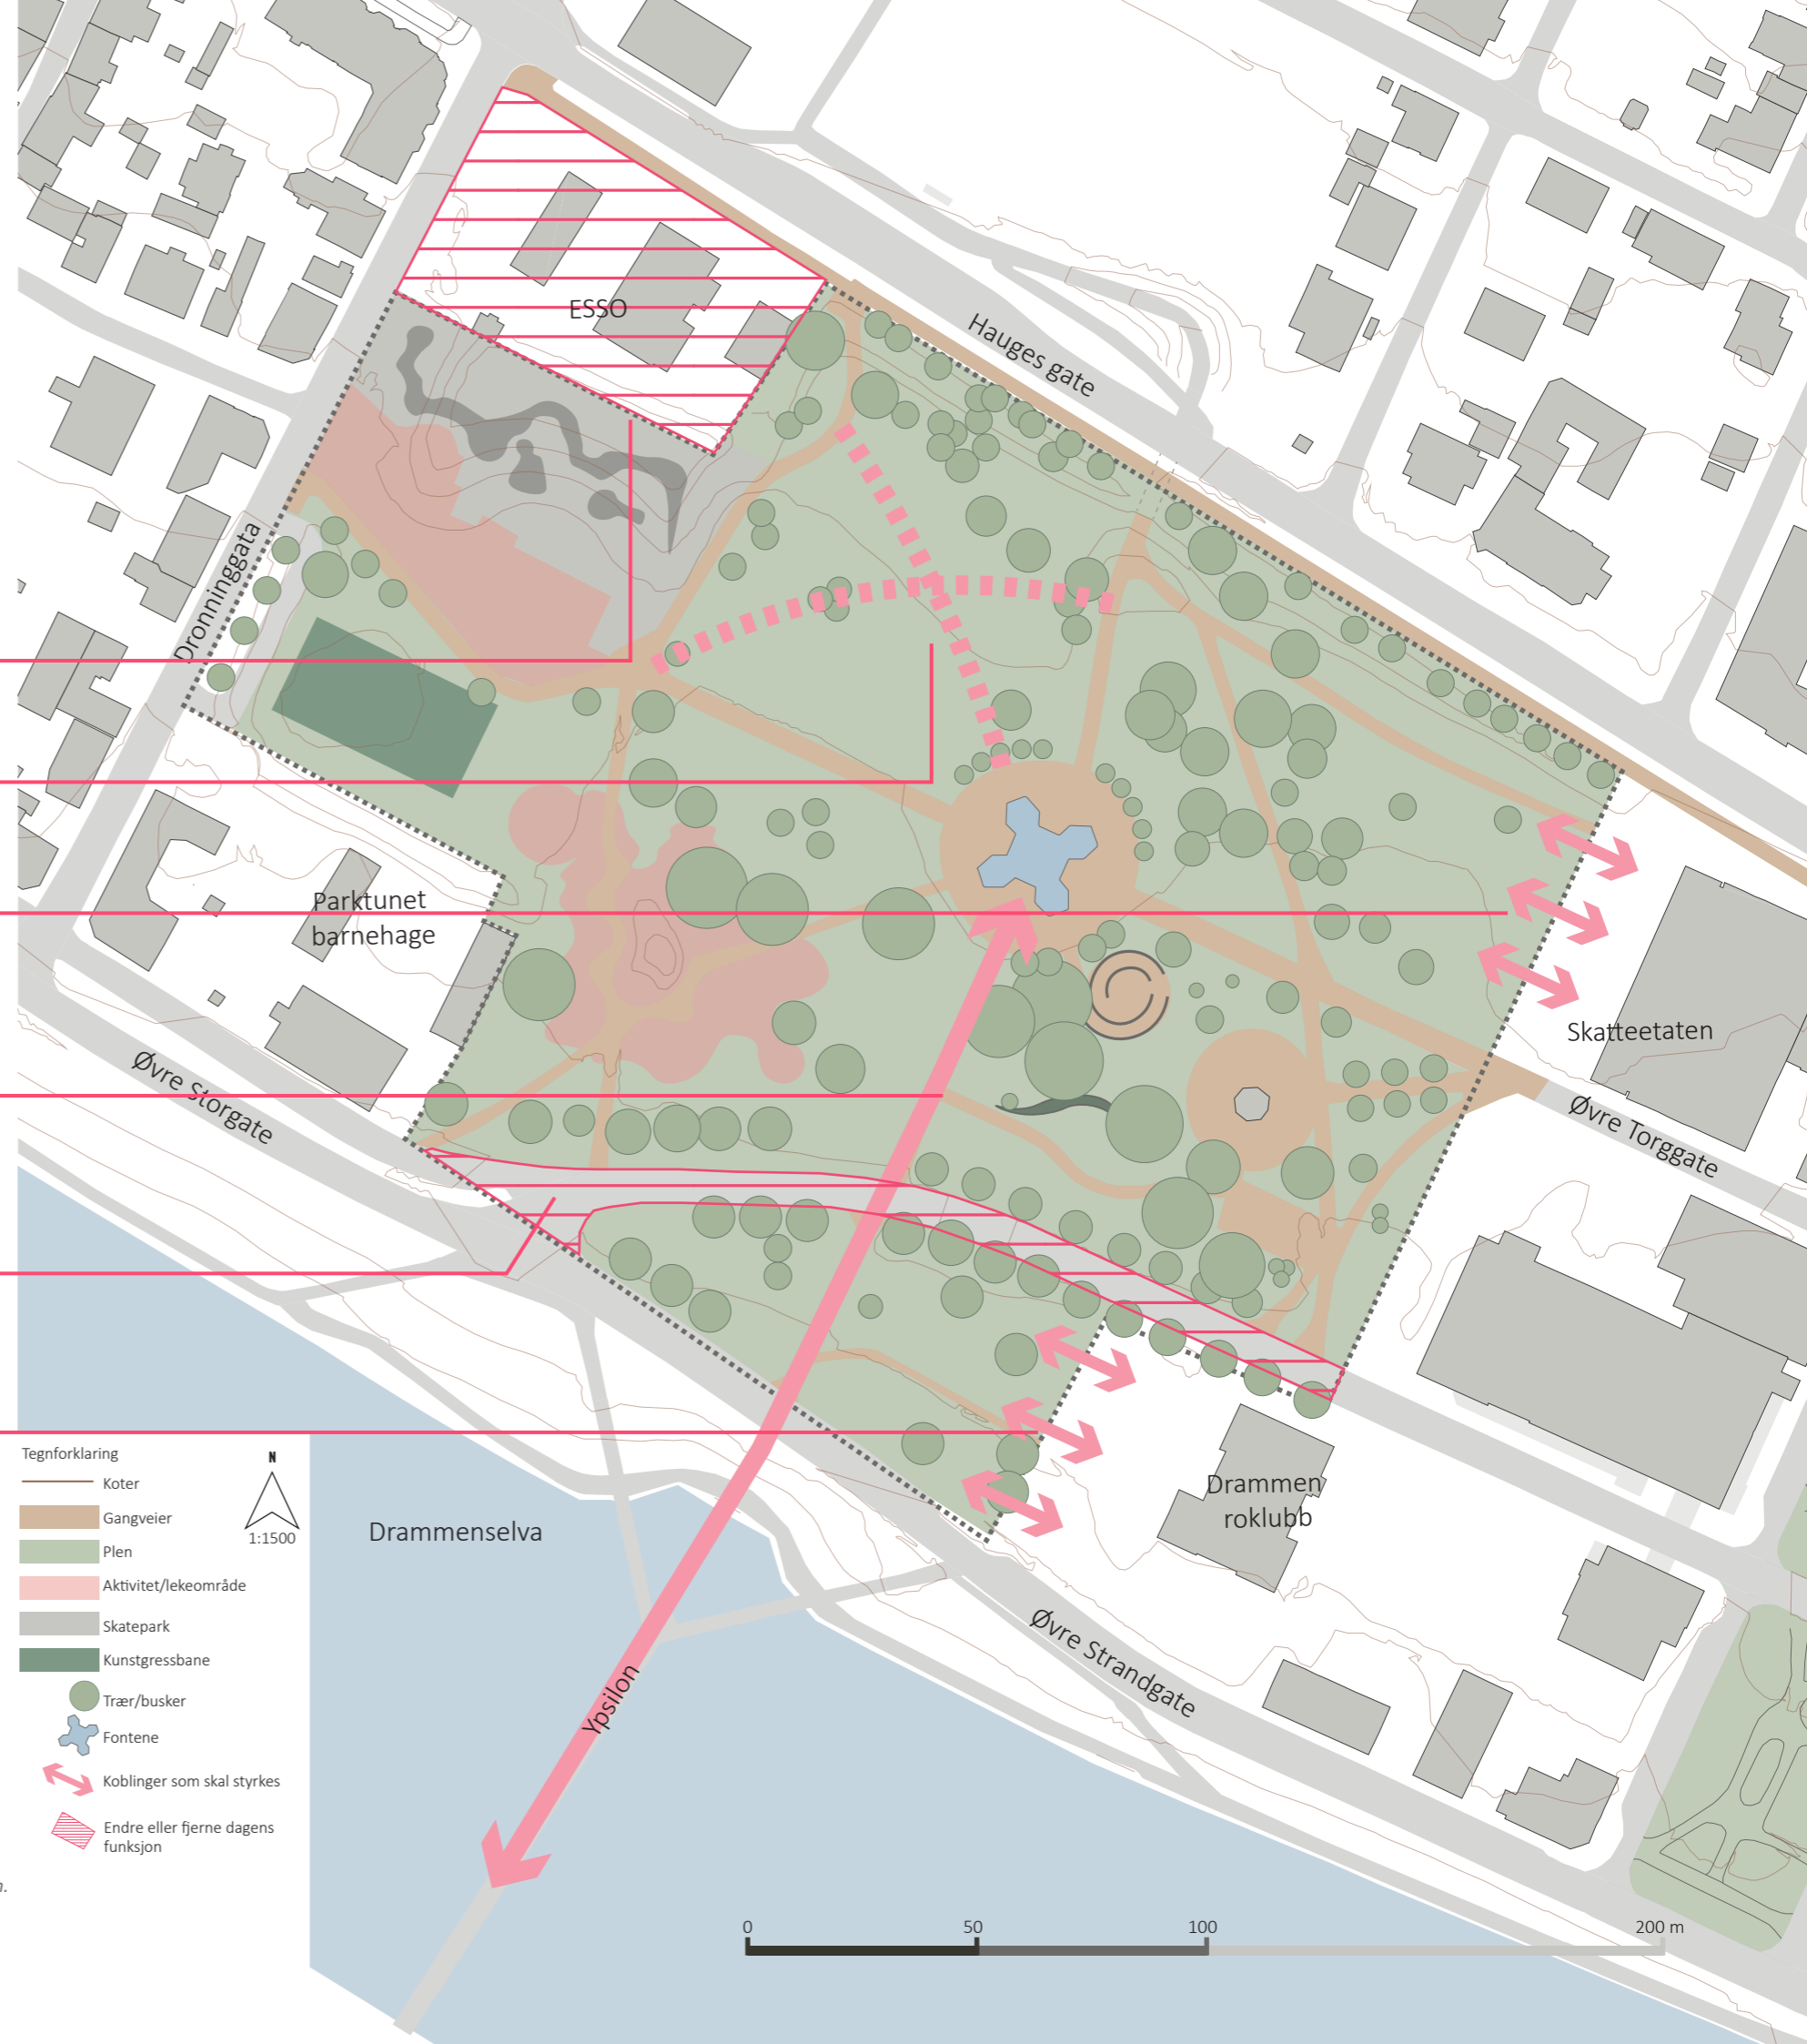 ESSO
Hauges gate
Dronninggata
Parktunet
barnehage
Skatteetaten
Øvre Storgate
Øvre Torggate
Tegnforklaring
Koter
Gangveier
Plen
Aktivitet/lekeområde
Skatepark
Kunstgressbane
Trær/busker
Fontene
Koblinger som skal styrkes
Endre eller fjerne dagens
funksjon
N
1:1500
Drammenselva
Drammen
roklubb
Øvre Strandgate
Ypsilon
0 50 100 200 m